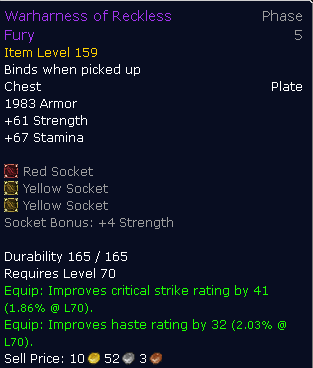 Warharness of Reckless Phase
Fury 5
Item Level 159
Binds when picked up
Chest Plate
1983 Armor
+61 Strength
+67 Stamina
Red Socket
Yellow Socket
Yellow Socket
Socket Bonus: +4 Strength
Durability 165 / 165
Requires Level 70
Equip: Improves critical strike rating by 41
(1.86% @ L70).
Equip: Improves haste rating by 32 (2.03% @
L70).
Sell Price: 10 52 3